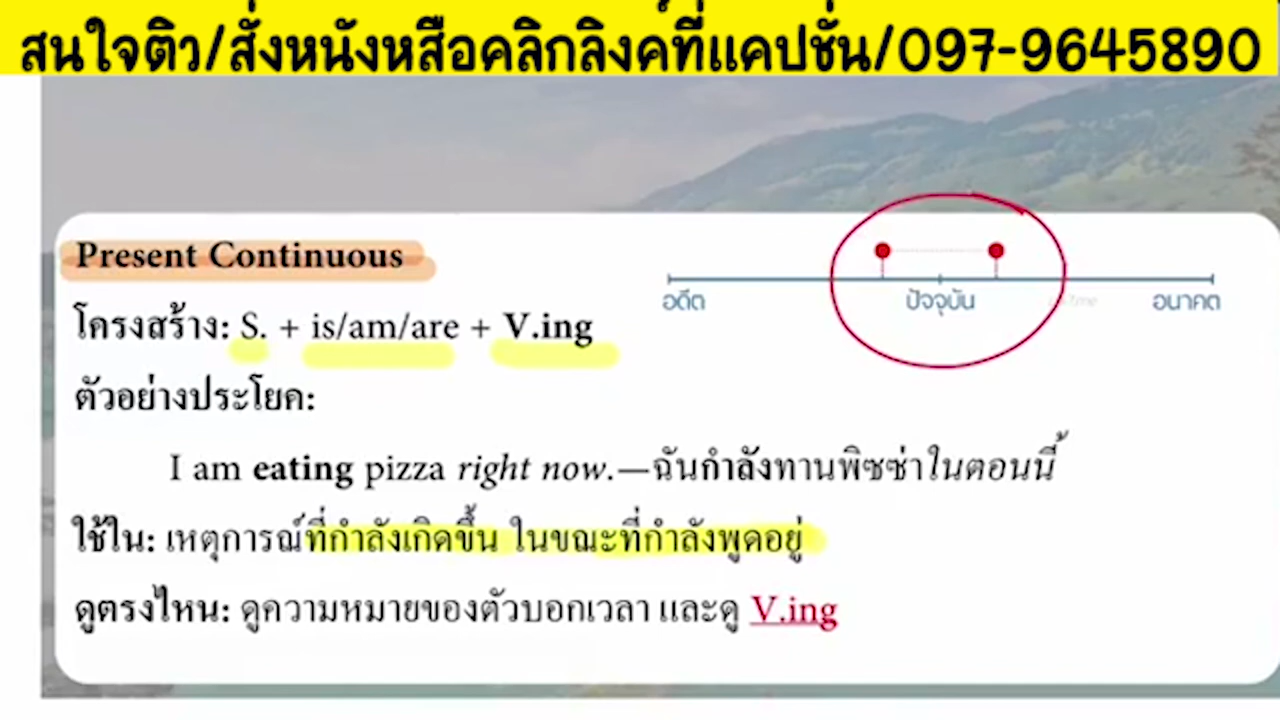 สนใจติว/สั่งหนังหสือคลิกลิงค์ที่แคปชั่น/097-9645890
Present Continuous
อดีต ปัจจุบัน อนาคต
โครงสร้าง: S. + is/am/are + V.ing
ตัวอย่างประโยค:
I am eating pizza right now.—ฉันกำลังทานพิซซ่าในตอนนี้
ใช้ใน: เหตุการณ์ที่กำลังเกิดขึ้น ในขณะที่กำลังพูดอยู่
ดูตรงไหน: ดูความหมายของตัวบอกเวลา และดู V.ing